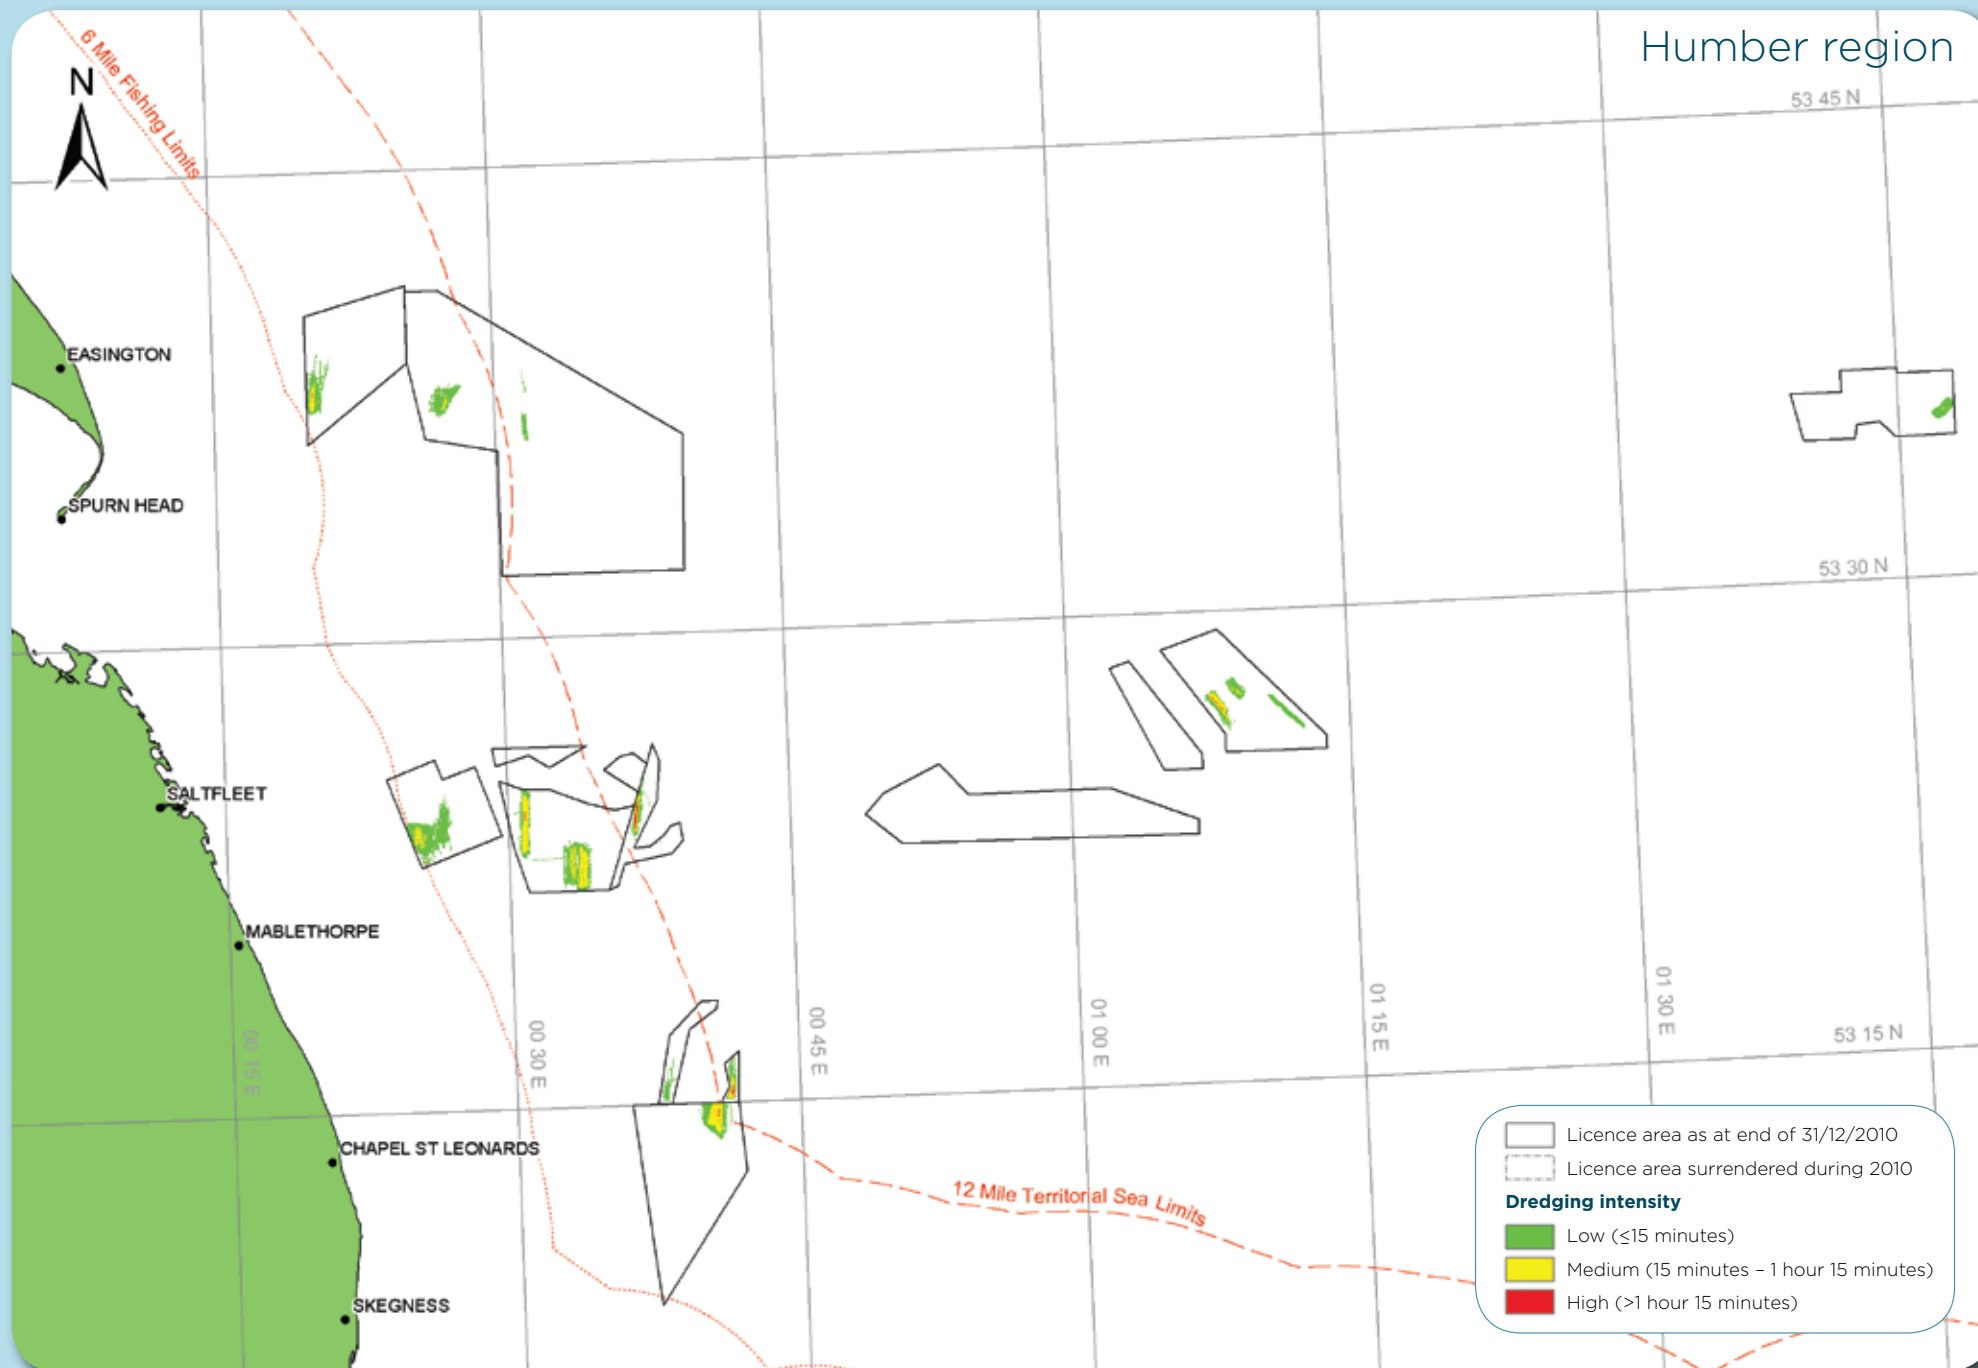 Humber region
6 Mile Fishing Limits
N
53 45 N
EASINGTON
SPURN HEAD
53 30 N
SALTFLEET
MABLETHORPE
00 15 E
00 30 E
00 45 E
01 00 E
01 15 E
01 30 E
53 15 N
CHAPEL ST LEONARDS
12 Mile Territorial Sea Limits
SKEGNESS
Licence area as at end of 31/12/2010
Licence area surrendered during 2010
Dredging intensity
Low (≤15 minutes)
Medium (15 minutes – 1 hour 15 minutes)
High (>1 hour 15 minutes)